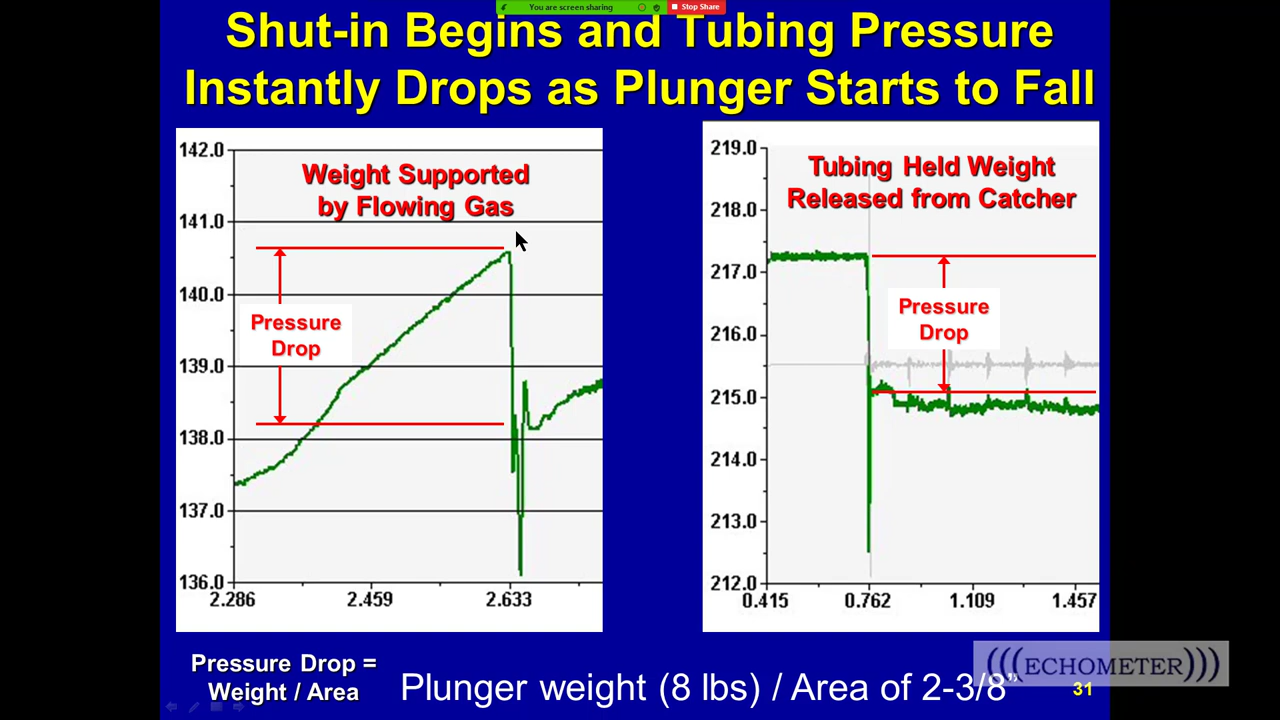 You are screen sharing
Stop Share
Shut-in Begins and Tubing Pressure
Instantly Drops as Plunger Starts to Fall
142.0
141.0
140.0
139.0
138.0
137.0
136.0
2.286
2.459
2.633
Weight Supported
by Flowing Gas
Pressure
Drop
219.0
218.0
217.0
216.0
215.0
214.0
213.0
212.0
0.415
0.762
1.109
1.457
Tubing Held Weight
Released from Catcher
Pressure
Drop
Pressure Drop =
Weight / Area
Plunger weight (8 lbs) / Area of 2-3/8”
(((ECHOMETER)))
31